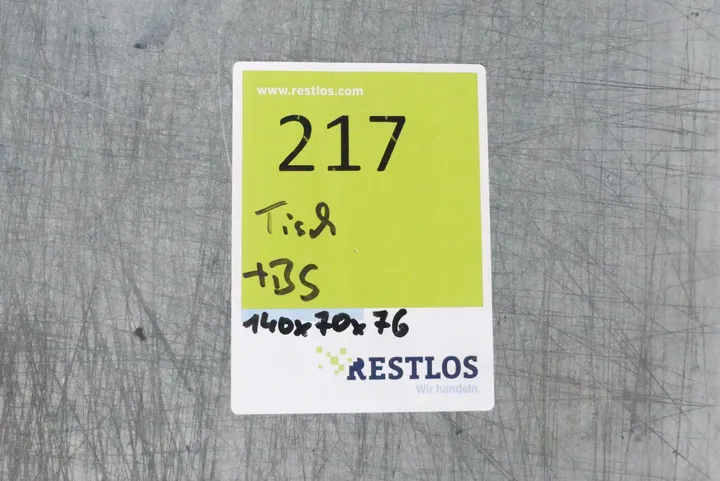 www.restlos.com
217
Tisch
+BS
140x70x76
RESTLOS
Wir handeln.